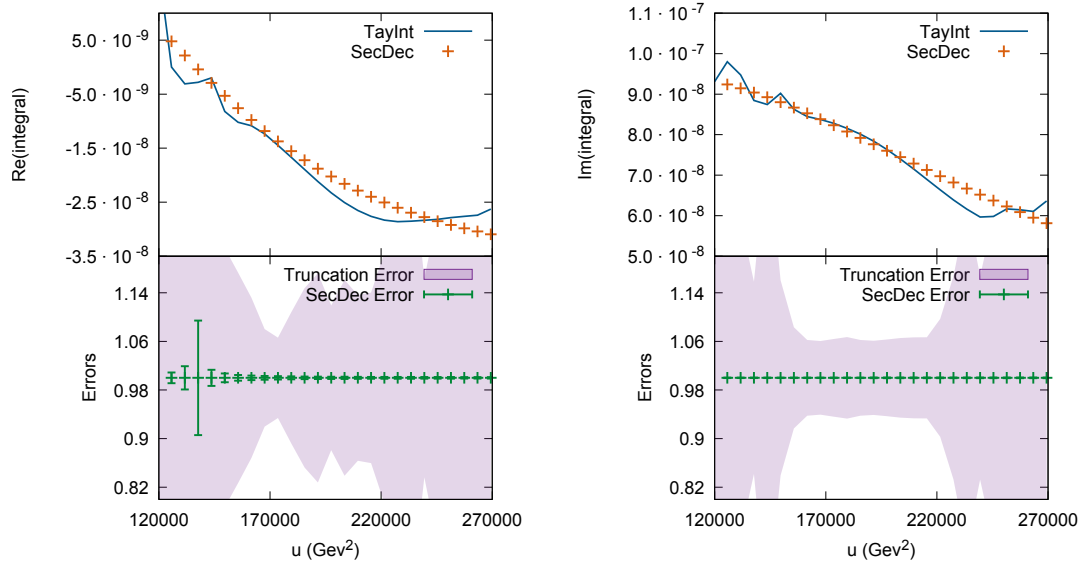 TayInt
SecDec
5.0 · 10⁻⁹
-5.0 · 10⁻⁹
-1.5 · 10⁻⁸
-2.5 · 10⁻⁸
-3.5 · 10⁻⁸
Re(integral)
Truncation Error
SecDec Error
1.14
1.06
0.98
0.9
0.82
Errors
120000 170000 220000 270000
u (Gev²)
TayInt
SecDec
1.1 · 10⁻⁷
1.0 · 10⁻⁷
9.0 · 10⁻⁸
8.0 · 10⁻⁸
7.0 · 10⁻⁸
6.0 · 10⁻⁸
5.0 · 10⁻⁸
Im(integral)
Truncation Error
SecDec Error
1.14
1.06
0.98
0.9
0.82
Errors
120000 170000 220000 270000
u (Gev²)